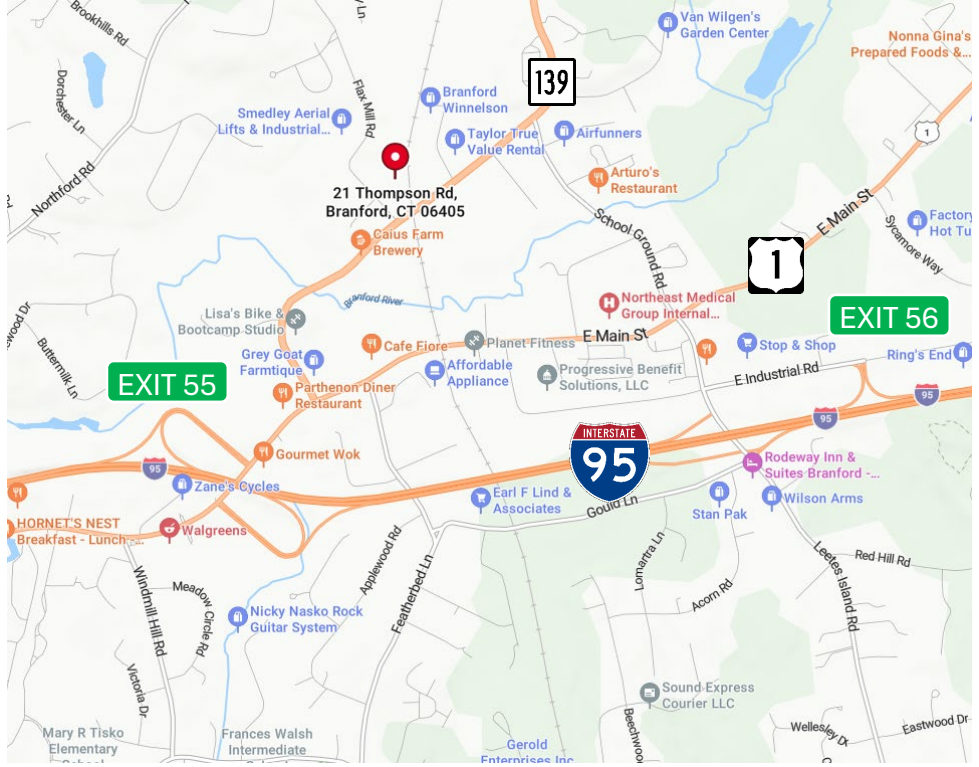 Brookhills Rd
y Ln
Van Wilgen's
Garden Center
Nonna Gina's
Prepared Foods &...
139
Dorchester Ln
Flax Mill Rd
Branford
Winnelson
Smedley Aerial
Lifts & Industrial...
Taylor True
Value Rental
Airfunners
1
Northford Rd
21 Thompson Rd,
Branford, CT 06405
Arturo's
Restaurant
E Main St
Factory
Hot Tu
Sycamore Way
School Ground Rd
Caius Farm
Brewery
1
Branford River
Northeast Medical
Group Internal...
Lisa's Bike &
Bootcamp Studio
EXIT 56
ewood Dr
Buttermilk Ln
E Main St
Cafe Fiore
Planet Fitness
Stop & Shop
Ring's End
Grey Goat
Farmtique
Affordable
Appliance
Progressive Benefit
Solutions, LLC
E Industrial Rd
EXIT 55
Parthenon Diner
Restaurant
95
95
INTERSTATE
95
Gourmet Wok
95
Rodeway Inn &
Suites Branford -...
Zane's Cycles
Earl F Lind &
Associates
Gould Ln
Stan Pak
Wilson Arms
HORNET'S NEST
Breakfast - Lunch -...
Walgreens
Applewood Rd
Featherbed Ln
Lomartra Ln
Leetes Island Rd
Red Hill Rd
Windmill Hill Rd
Meadow Circle Rd
Acorn Rd
Nicky Nasko Rock
Guitar System
Victoria Dr
Sound Express
Courier LLC
Beechwood
Wellesley Dr
Eastwood Dr
Mary R Tisko
Elementary
School
Frances Walsh
Intermediate
Gerold
Enterprises Inc